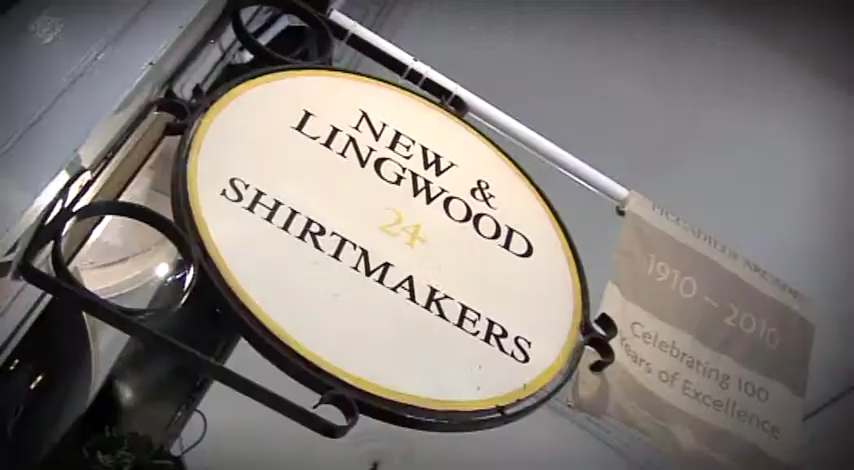 NEW &
LINGWOOD
24
SHIRTMAKERS
PICCADILLY ARCADE
1910 – 2010
Celebrating 100
Years of Excellence